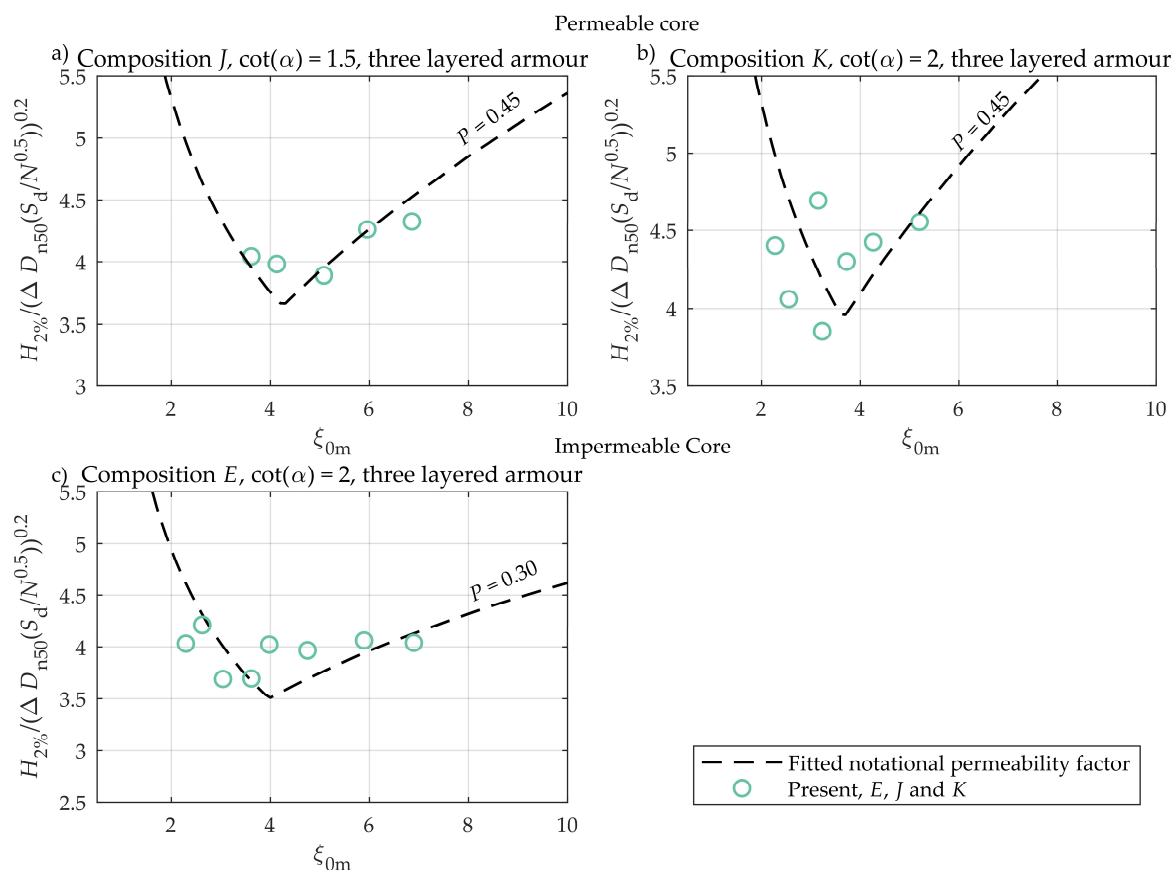 Permeable core
a) Composition J, cot(α) = 1.5, three layered armour
5.5
5
4.5
4
3.5
3
H2%/(Δ Dn50(Sd/N^0.5))^0.2
P = 0.45
2 4 6 8 10
ξ0m
b) Composition K, cot(α) = 2, three layered armour
5.5
5
4.5
4
3.5
H2%/(Δ Dn50(Sd/N^0.5))^0.2
P = 0.45
2 4 6 8 10
ξ0m
Impermeable Core
c) Composition E, cot(α) = 2, three layered armour
5.5
5
4.5
4
3.5
3
2.5
H2%/(Δ Dn50(Sd/N^0.5))^0.2
P = 0.30
2 4 6 8 10
ξ0m
Fitted notational permeability factor
Present, E, J and K